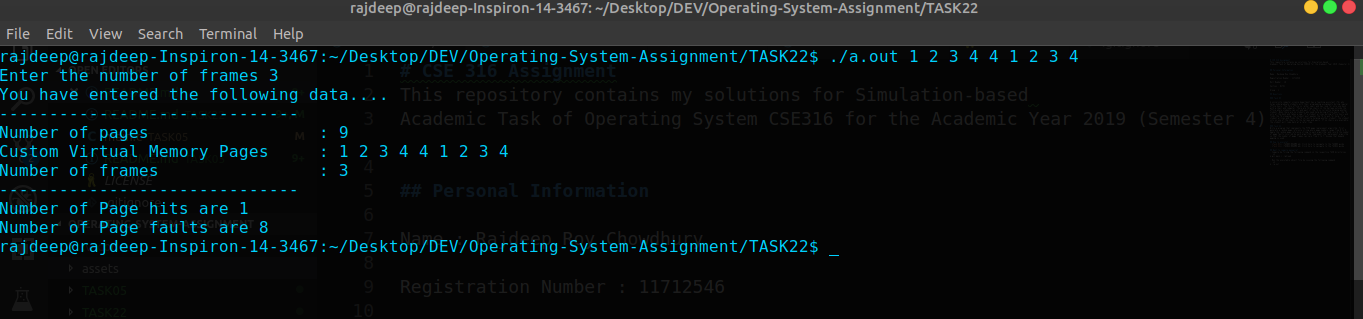 rajdeep@rajdeep-Inspiron-14-3467: ~/Desktop/DEV/Operating-System-Assignment/TASK22
File Edit View Search Terminal Help
rajdeep@rajdeep-Inspiron-14-3467:~/Desktop/DEV/Operating-System-Assignment/TASK22$ ./a.out 1 2 3 4 4 1 2 3 4
Enter the number of frames 3
You have entered the following data....
------------------------------
Number of pages : 9
Custom Virtual Memory Pages : 1 2 3 4 4 1 2 3 4
Number of frames : 3
------------------------------
Number of Page hits are 1
Number of Page faults are 8
rajdeep@rajdeep-Inspiron-14-3467:~/Desktop/DEV/Operating-System-Assignment/TASK22$ _
1 # CSE 316 Assignment
2 This repository contains my solutions for Simulation-based
3 Academic Task of Operating System CSE316 for the Academic Year 2019 (Semester 4)
4
5 ## Personal Information
6
7 Name : Rajdeep Roy Chowdhury
8
9 Registration Number : 11712546
10
LICENSE
assets
TASK05
TASK22